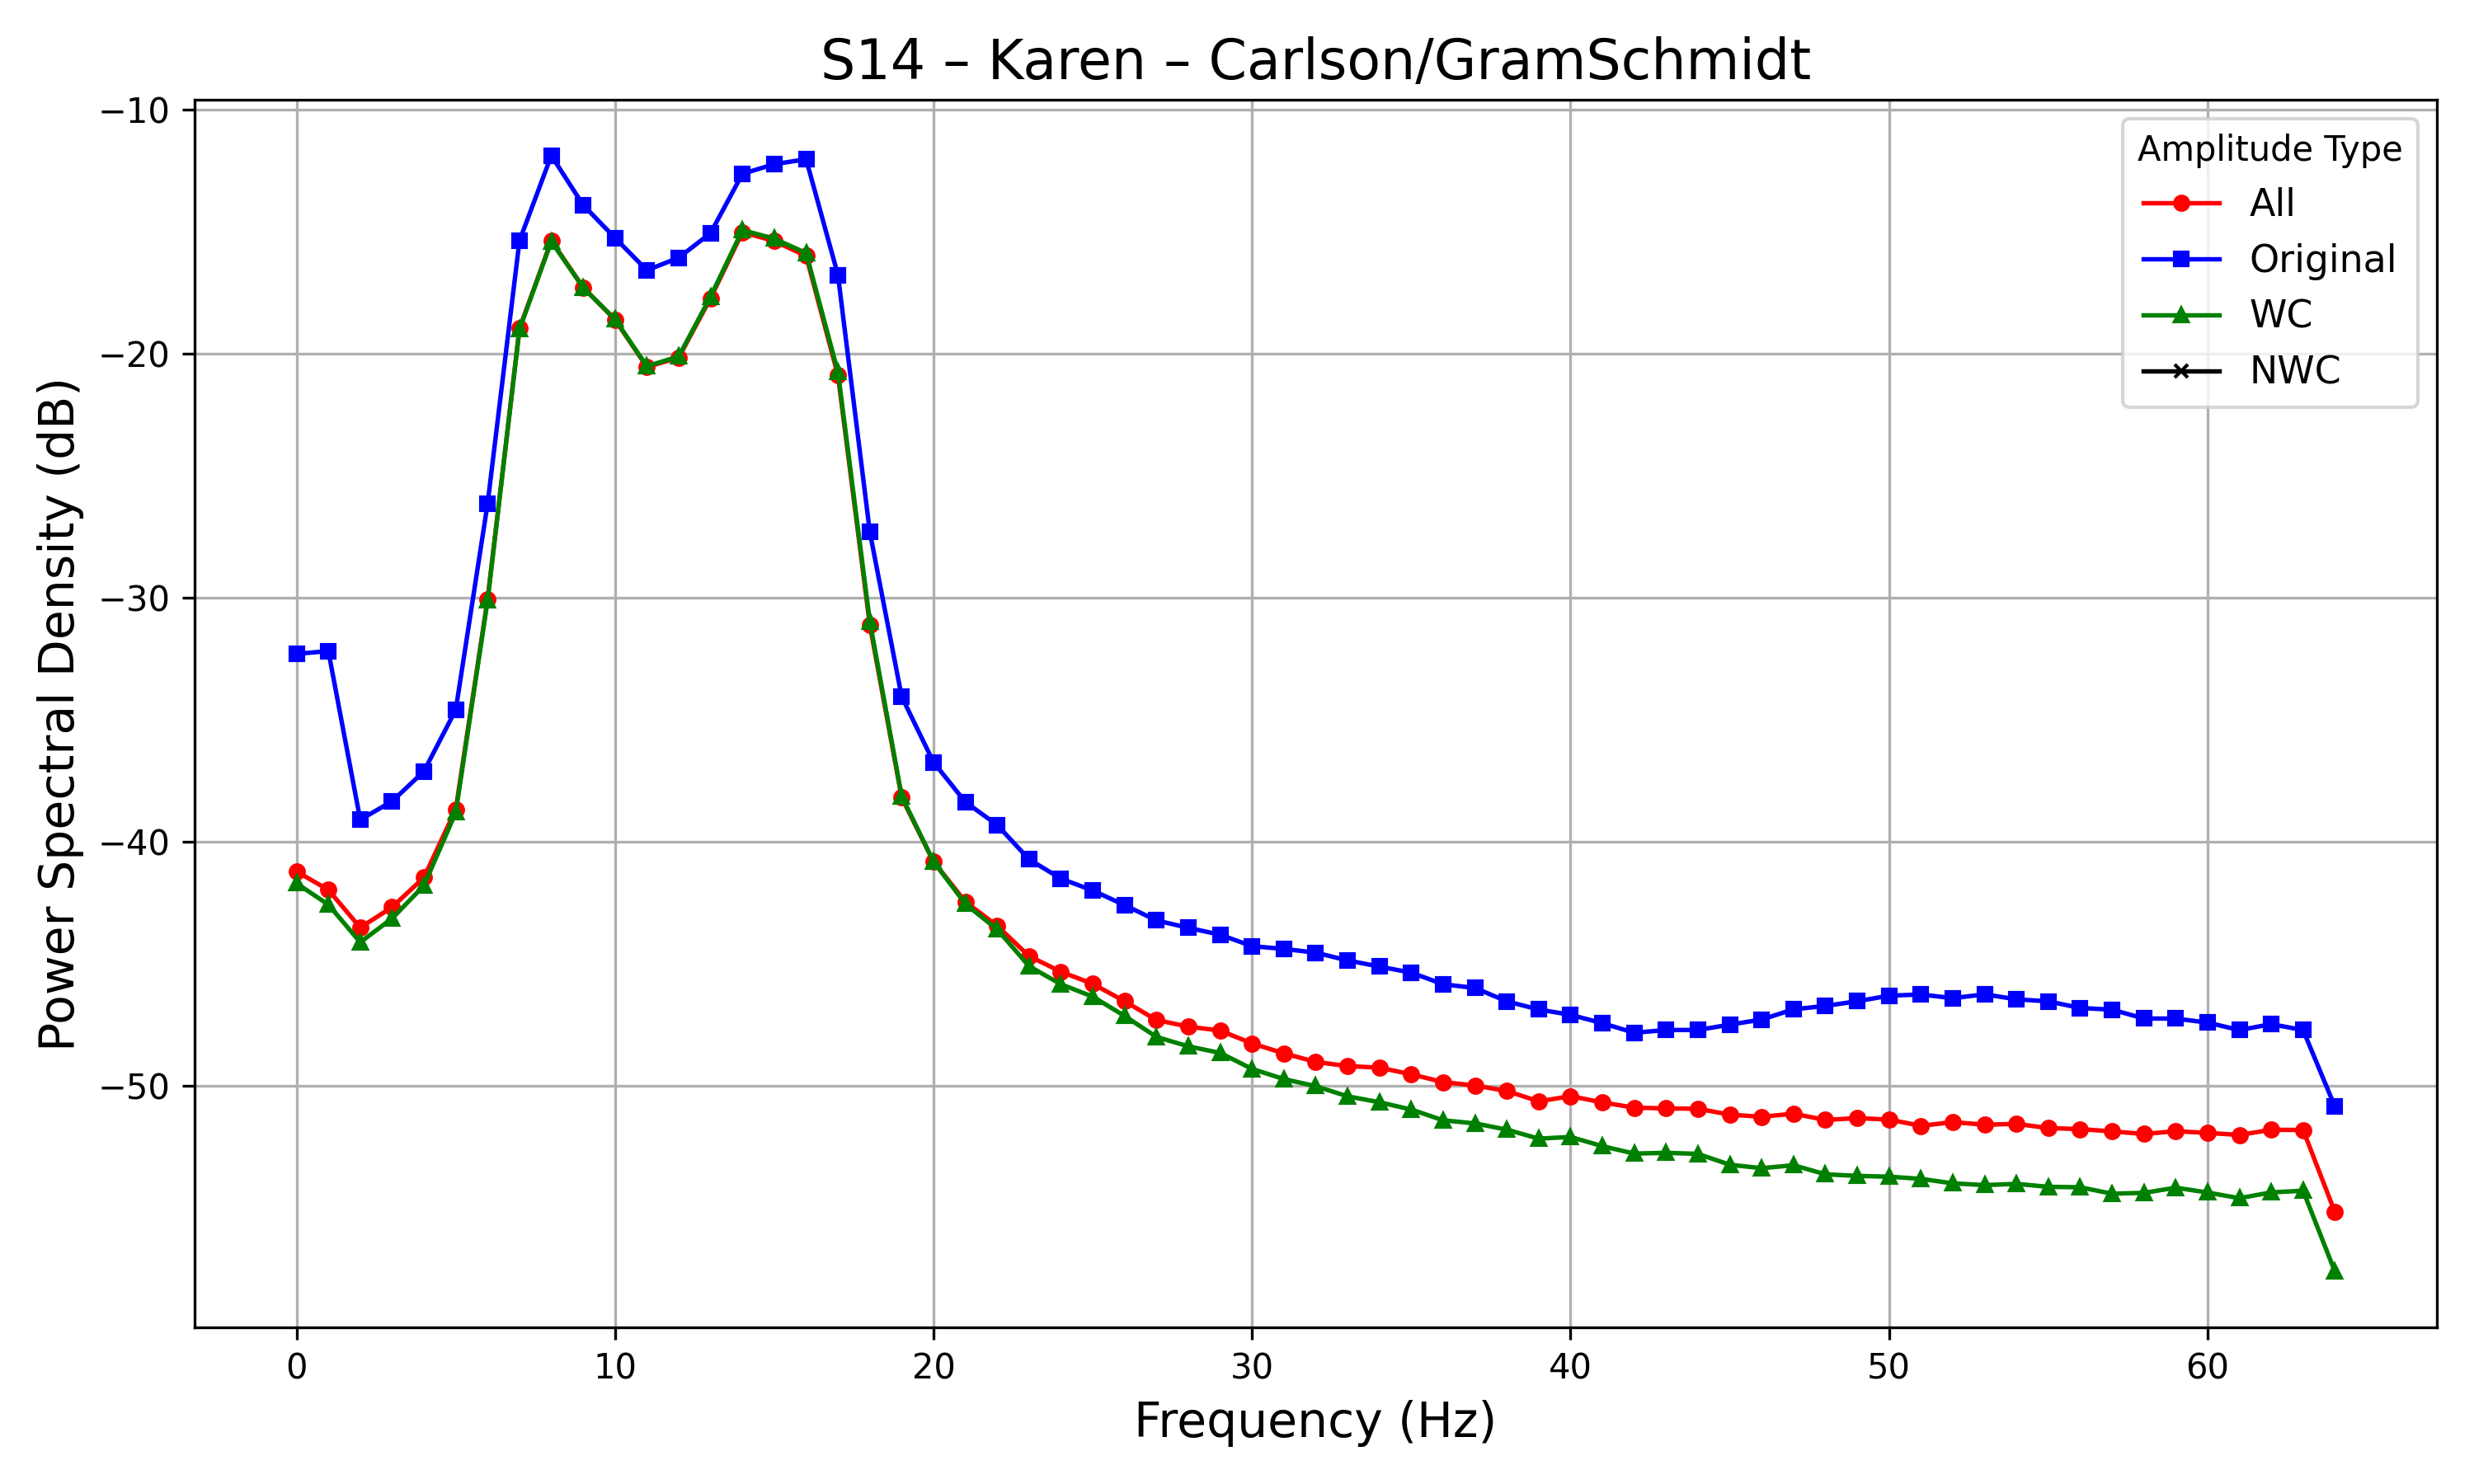 S14 – Karen – Carlson/GramSchmidt
Power Spectral Density (dB)
−10
−20
−30
−40
−50
Amplitude Type
All
Original
WC
NWC
0 10 20 30 40 50 60
Frequency (Hz)